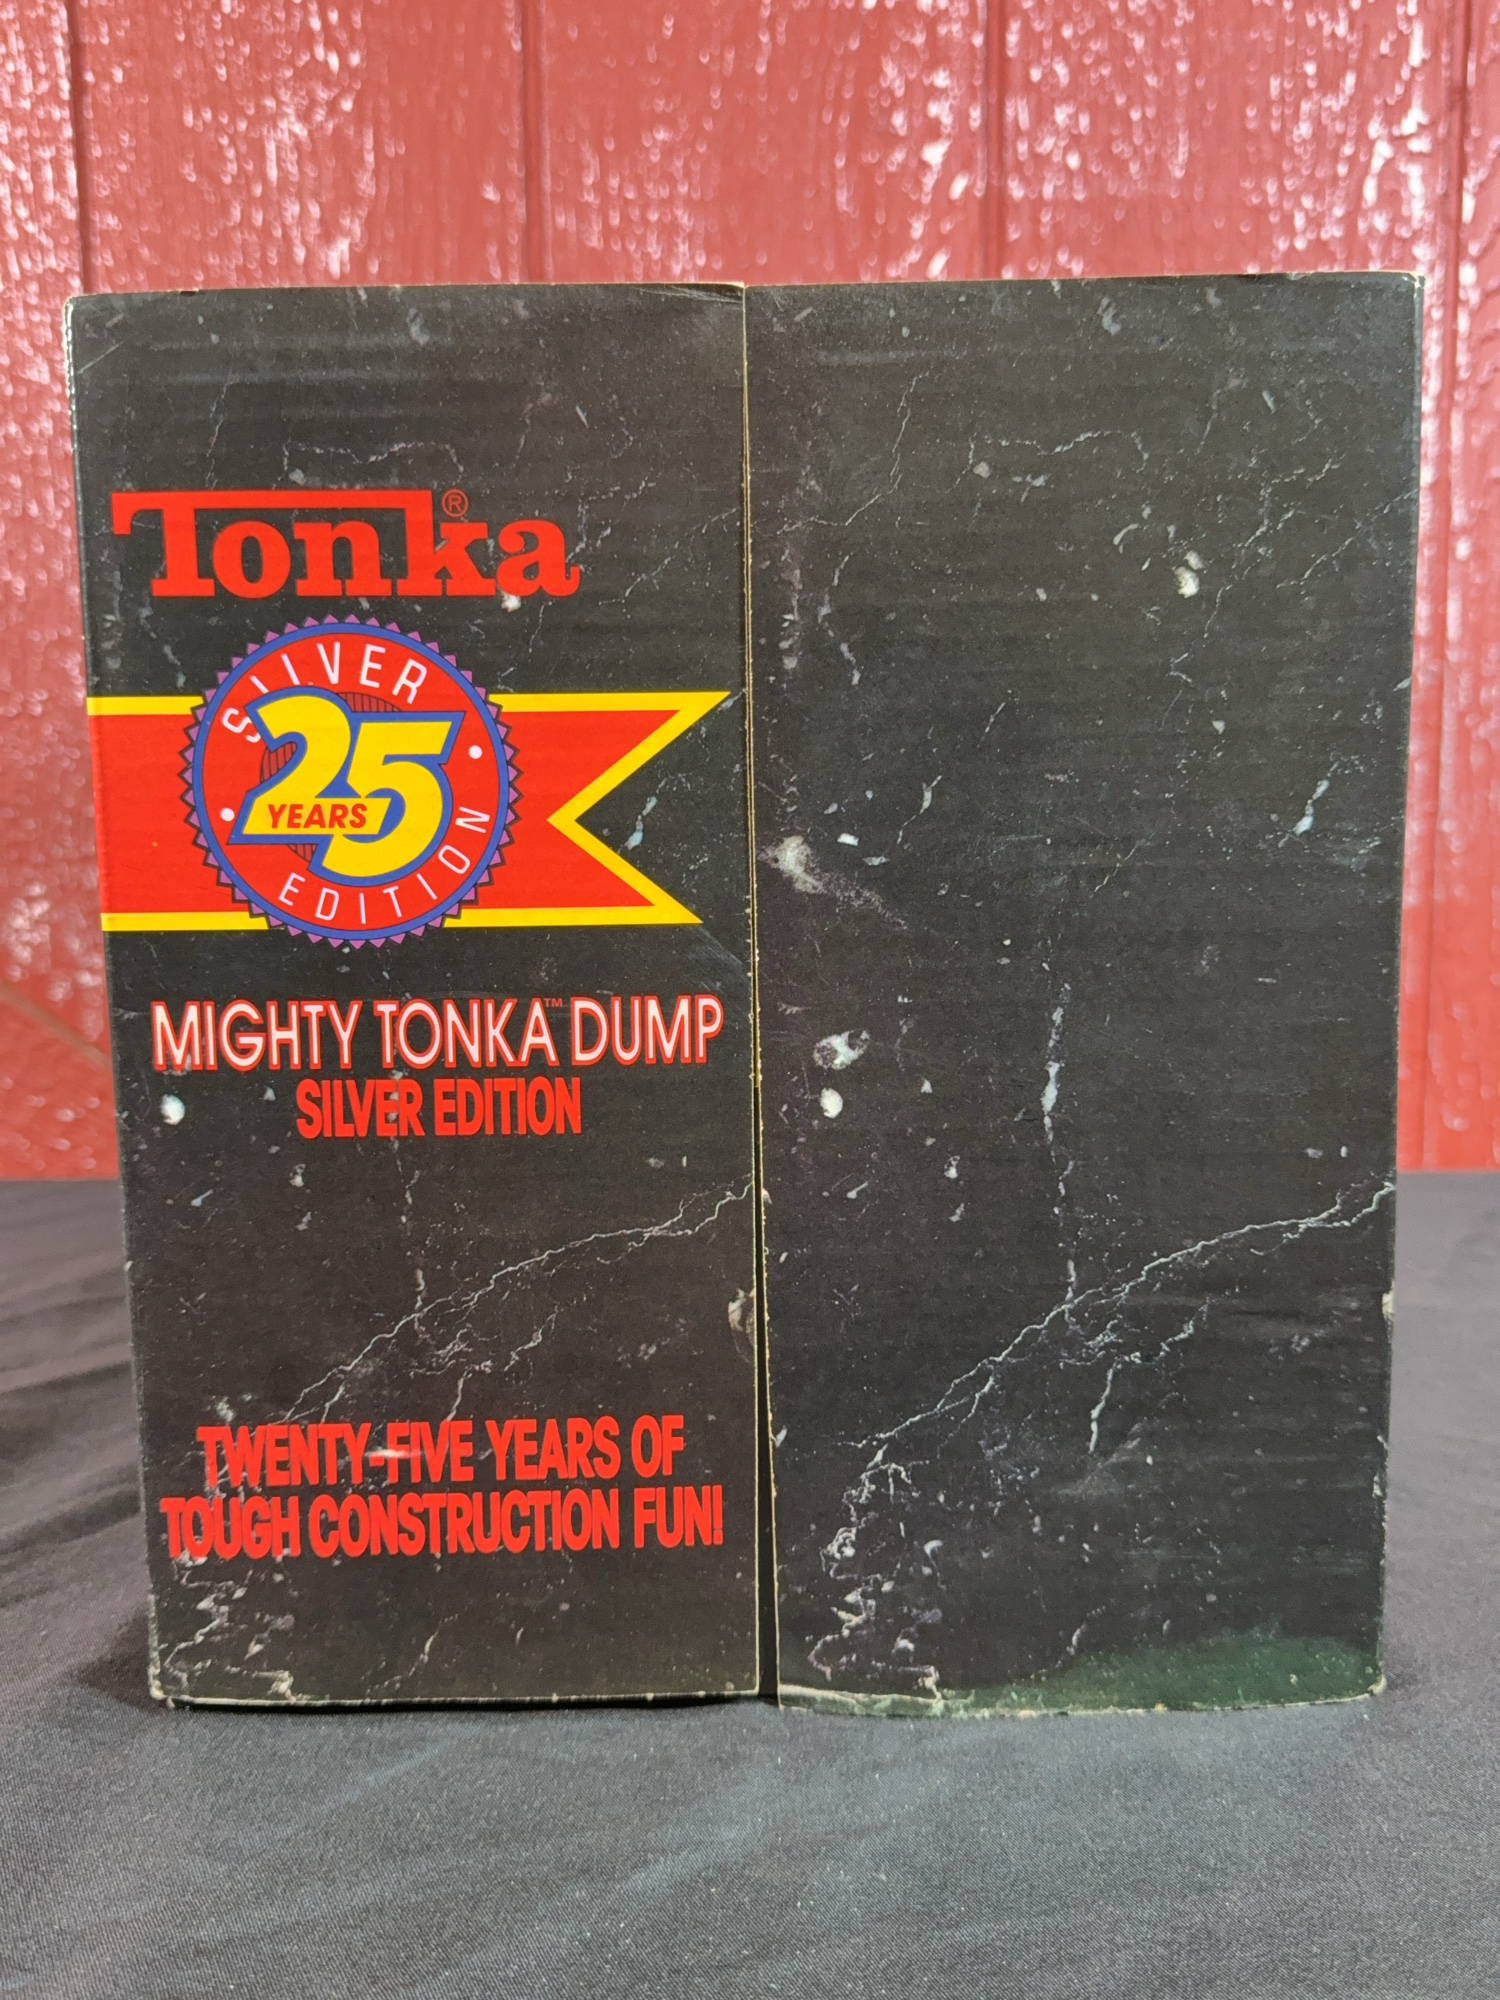 Tonka®
SILVER
25
YEARS
EDITION
MIGHTY TONKA™ DUMP
SILVER EDITION
TWENTY-FIVE YEARS OF
TOUGH CONSTRUCTION FUN!